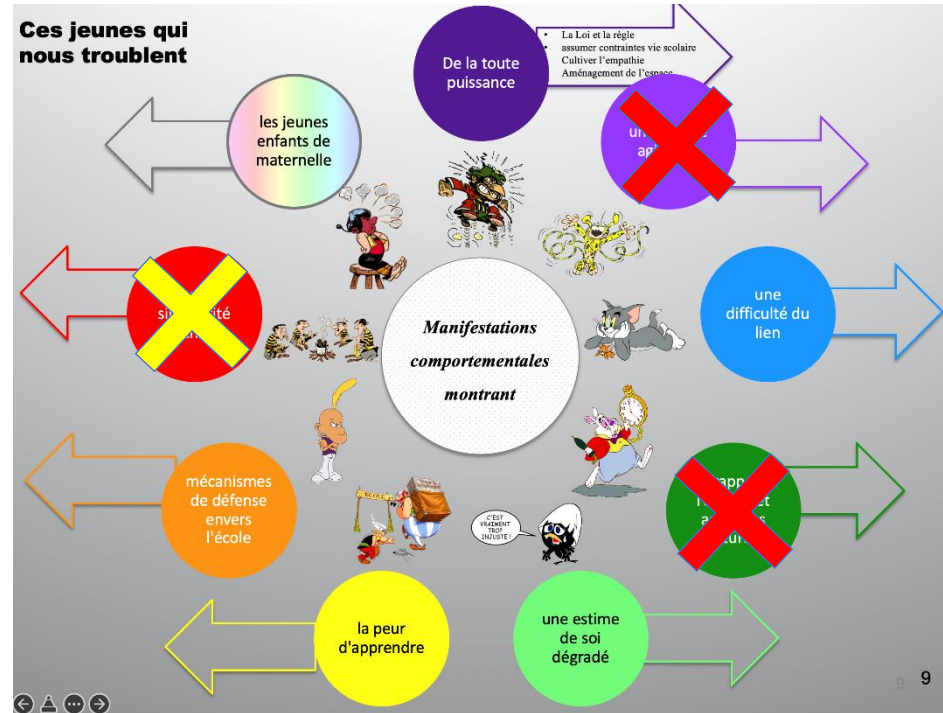 Ces jeunes qui
nous troublent
De la toute
puissance
• La Loi et la règle
• assumer contraintes vie scolaire
Cultiver l'empathie
Aménagement de l'espace
les jeunes
enfants de
maternelle
une
difficulté du
lien
Manifestations
comportementales
montrant
mécanismes
de défense
envers
l'école
ECOLE
C'EST
VRAIMENT
TROP
INJUSTE !
la peur
d'apprendre
une estime
de soi
dégradé
9 9